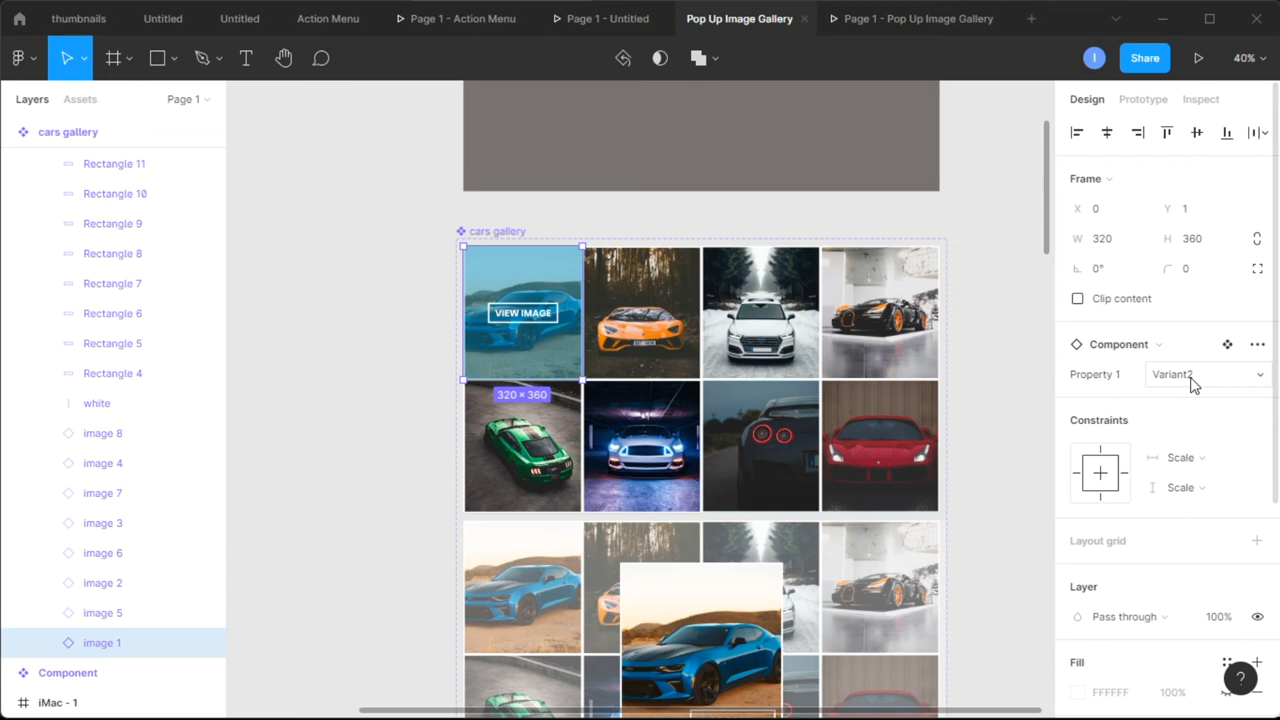 thumbnails
Untitled
Untitled
Action Menu
Page 1 - Action Menu
Page 1 - Untitled
Pop Up Image Gallery
Page 1 - Pop Up Image Gallery
I
Share
40%
Layers
Assets
Page 1
cars gallery
Rectangle 11
Rectangle 10
Rectangle 9
Rectangle 8
Rectangle 7
Rectangle 6
Rectangle 5
Rectangle 4
white
image 8
image 4
image 7
image 3
image 6
image 2
image 5
image 1
Component
iMac - 1
cars gallery
VIEW IMAGE
320 × 360
Design
Prototype
Inspect
Frame
X 0
Y 1
W 320
H 360
0°
0
Clip content
Component
Property 1
Variant2
Constraints
Scale
Scale
Layout grid
Layer
Pass through
100%
Fill
FFFFFF
100%
?